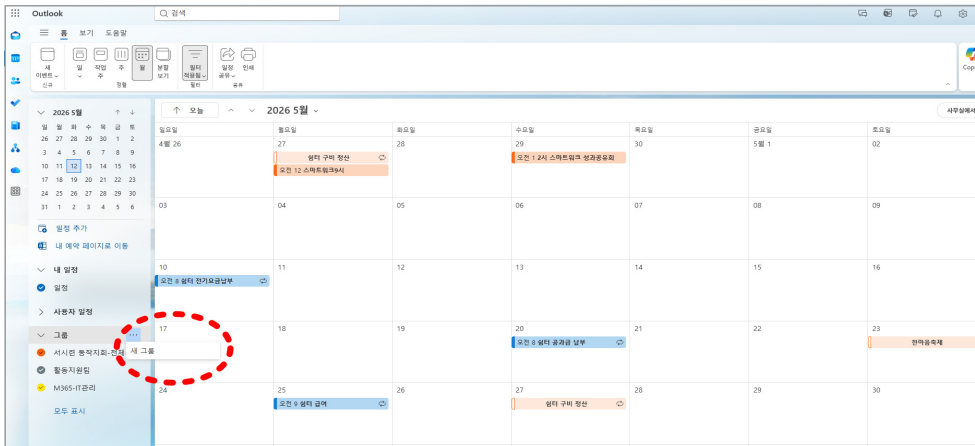 Outlook
검색
홈 보기 도움말
새 이벤트
일
작업 주
주
월
분할 보기
필터 적용됨
일정 공유
인쇄
신규
정렬
필터
공유
2026 5월
일 월 화 수 목 금 토
26 27 28 29 30 1 2
3 4 5 6 7 8 9
10 11 12 13 14 15 16
17 18 19 20 21 22 23
24 25 26 27 28 29 30
31 1 2 3 4 5 6
일정 추가
내 예약 페이지로 이동
내 일정
일정
사용자 일정
그룹
새 그룹
서시련 동작지회-전체
활동지원팀
M365-IT관리
모두 표시
오늘
2026 5월
사무실에서
일요일 월요일 화요일 수요일 목요일 금요일 토요일
4월 26 27 28 29 30 5월 1 02
쉼터 구비 정산
오전 12 스마트워크9시
오전 1 2시 스마트워크 성과공유회
03 04 05 06 07 08 09
10 11 12 13 14 15 16
오전 8 쉼터 전기요금납부
17 18 19 20 21 22 23
오전 8 쉼터 공과금 납부
한마음축제
24 25 26 27 28 29 30
오전 9 쉼터 급여
쉼터 구비 정산